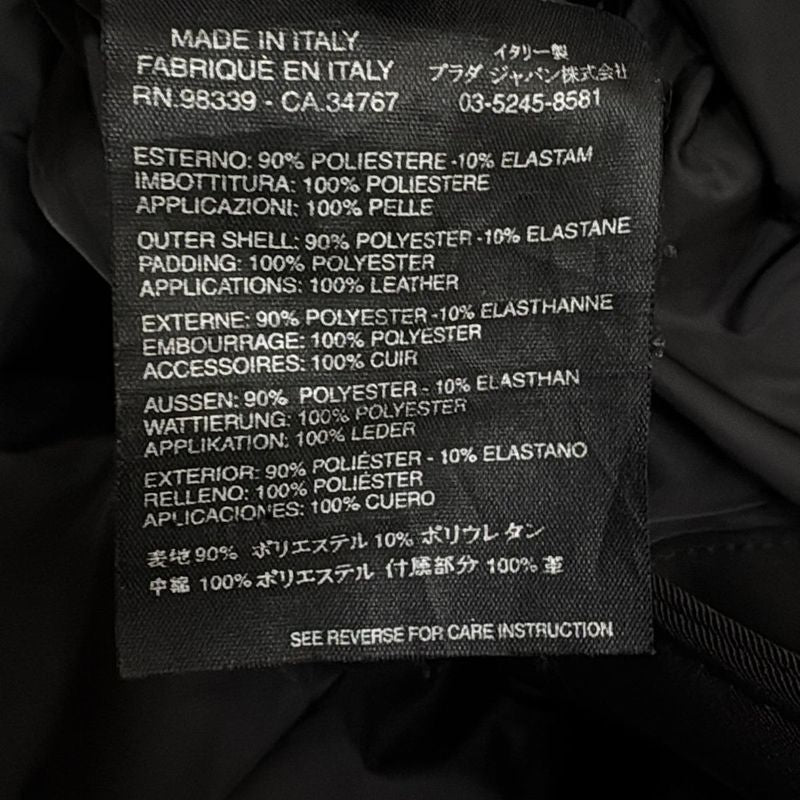 MADE IN ITALY
FABRIQUÈ EN ITALY
RN.98339 - CA.34767
イタリー製
プラダ ジャパン株式会社
03-5245-8581
ESTERNO: 90% POLIESTERE -10% ELASTAM
IMBOTTITURA: 100% POLIESTERE
APPLICAZIONI: 100% PELLE
OUTER SHELL: 90% POLYESTER -10% ELASTANE
PADDING: 100% POLYESTER
APPLICATIONS: 100% LEATHER
EXTERNE: 90% POLYESTER -10% ELASTHANNE
EMBOURRAGE: 100% POLYESTER
ACCESSOIRES: 100% CUIR
AUSSEN: 90% POLYESTER - 10% ELASTHAN
WATTIERUNG: 100% POLYESTER
APPLIKATION: 100% LEDER
EXTERIOR: 90% POLIÉSTER - 10% ELASTANO
RELLENO: 100% POLIÉSTER
APLICACIONES: 100% CUERO
表地90% ポリエステル 10% ポリウレタン
中綿 100% ポリエステル 付属部分 100% 革
SEE REVERSE FOR CARE INSTRUCTION